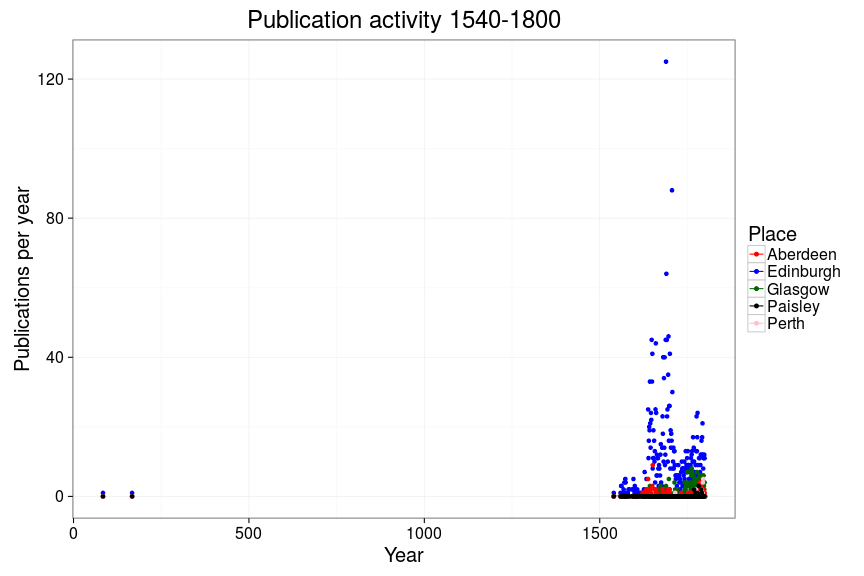 Publication activity 1540-1800
Publications per year
120
80
40
0
0
500
1000
1500
Year
Place
Aberdeen
Edinburgh
Glasgow
Paisley
Perth